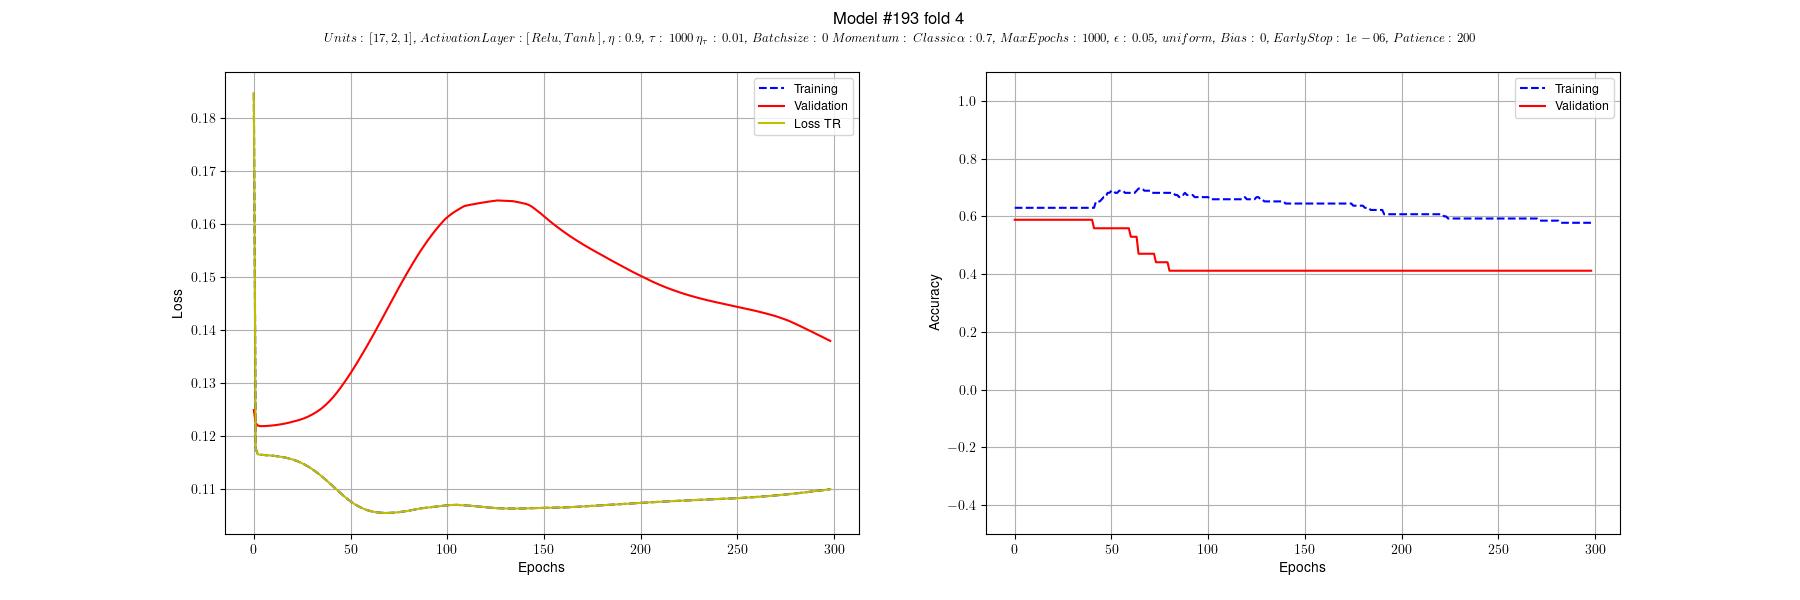 Model #193 fold 4
Units : [17, 2, 1], ActivationLayer : [Relu, Tanh], η : 0.9, τ : 1000 ητ : 0.01, Batchsize : 0 Momentum : Classicα : 0.7, MaxEpochs : 1000, ϵ : 0.05, uniform, Bias : 0, EarlyStop : 1e − 06, Patience : 200
Training
Validation
Loss TR
0.18
0.17
0.16
0.15
0.14
0.13
0.12
0.11
Loss
0 50 100 150 200 250 300
Epochs
Training
Validation
1.0
0.8
0.6
0.4
0.2
0.0
−0.2
−0.4
Accuracy
0 50 100 150 200 250 300
Epochs